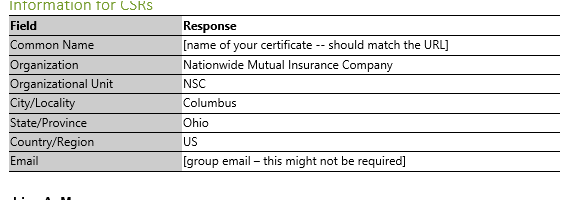 Information for CSRs
Field Response
Common Name [name of your certificate -- should match the URL]
Organization Nationwide Mutual Insurance Company
Organizational Unit NSC
City/Locality Columbus
State/Province Ohio
Country/Region US
Email [group email – this might not be required]